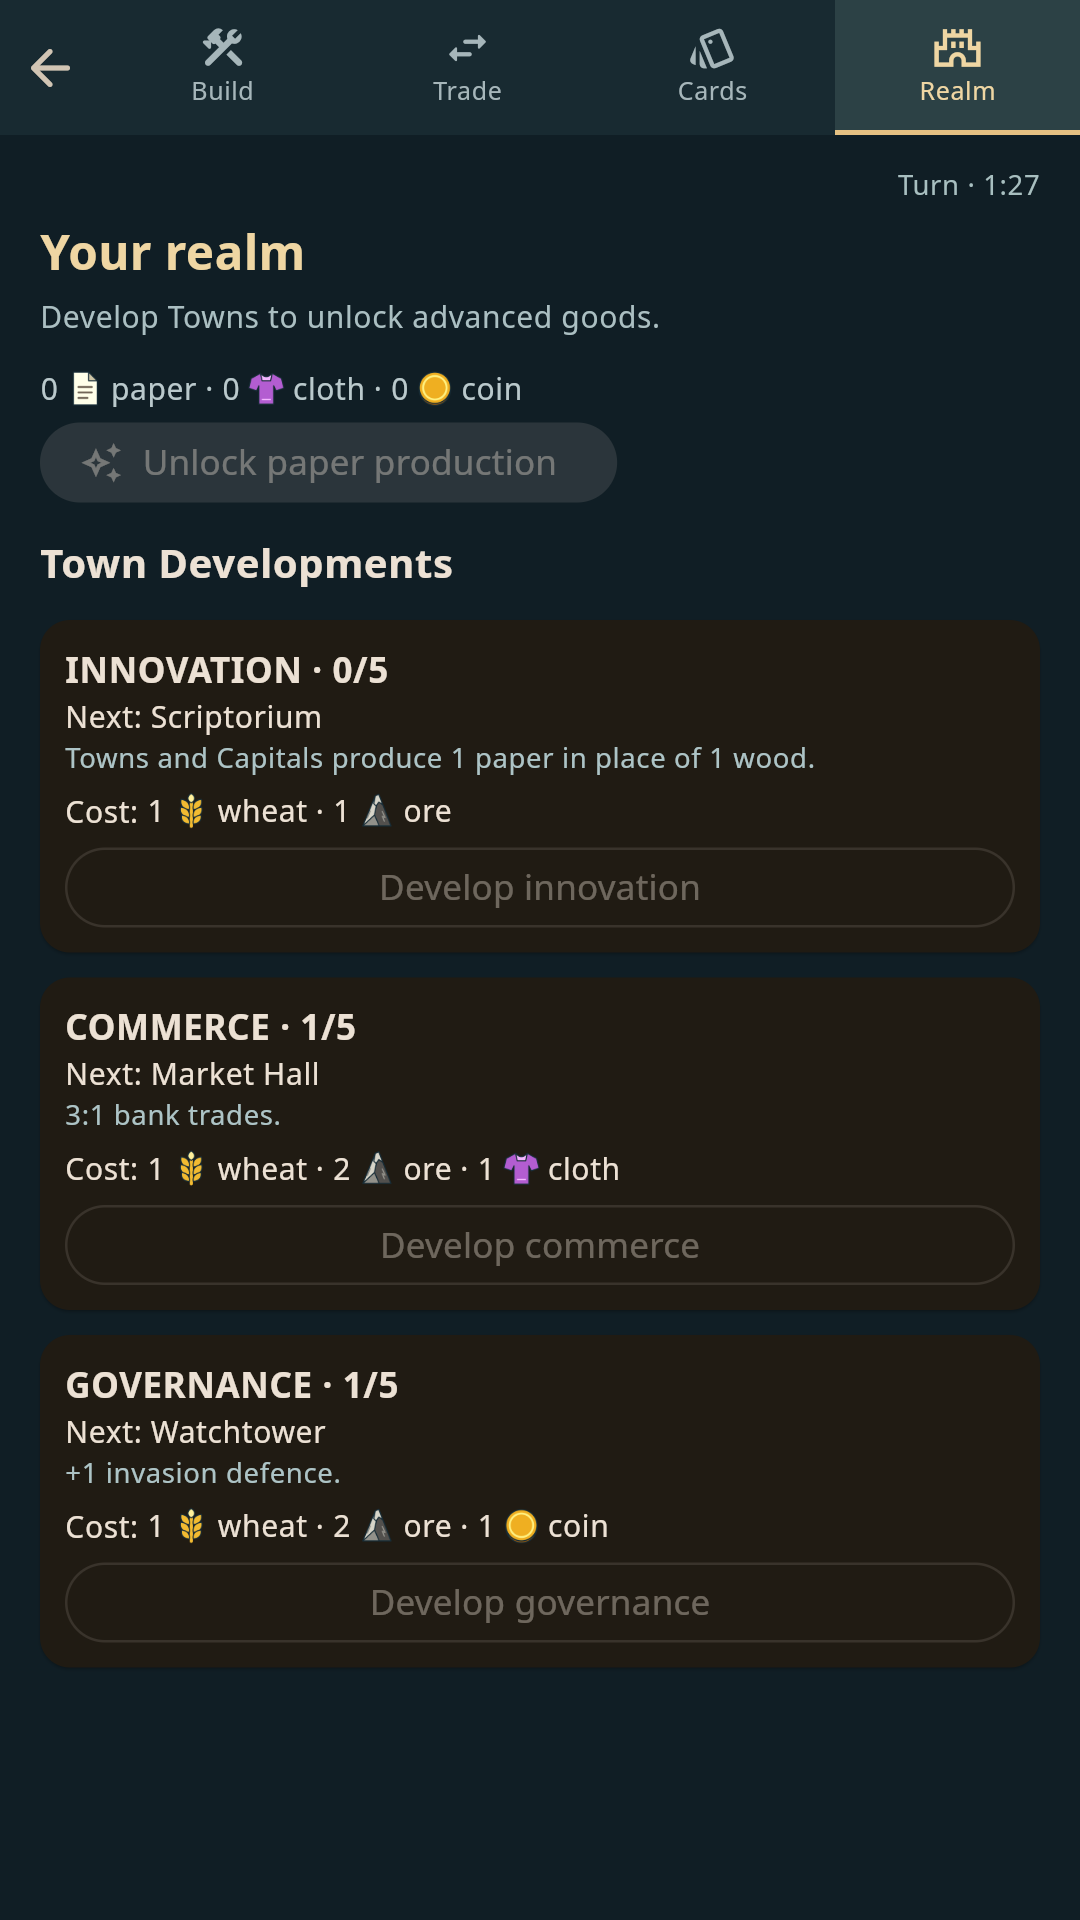 Build
Trade
Cards
Realm
Turn · 1:27
Your realm
Develop Towns to unlock advanced goods.
0 paper · 0 cloth · 0 coin
Unlock paper production
Town Developments
INNOVATION · 0/5
Next: Scriptorium
Towns and Capitals produce 1 paper in place of 1 wood.
Cost: 1 wheat · 1 ore
Develop innovation
COMMERCE · 1/5
Next: Market Hall
3:1 bank trades.
Cost: 1 wheat · 2 ore · 1 cloth
Develop commerce
GOVERNANCE · 1/5
Next: Watchtower
+1 invasion defence.
Cost: 1 wheat · 2 ore · 1 coin
Develop governance